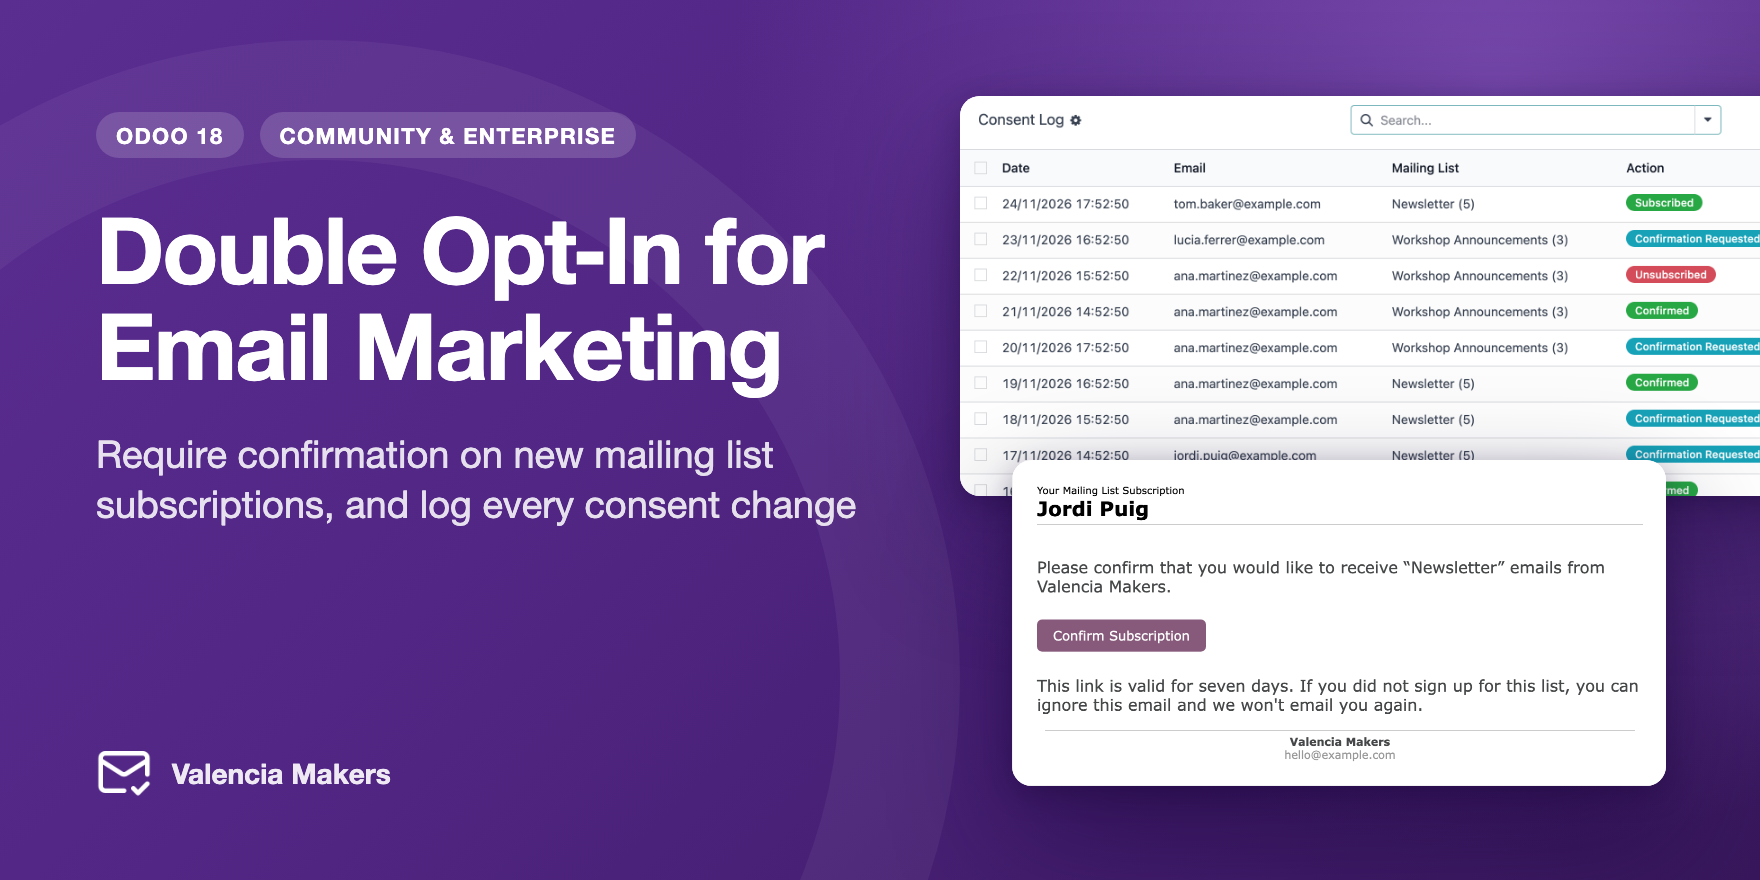 ODOO 18
COMMUNITY & ENTERPRISE
Double Opt-In for
Email Marketing
Require confirmation on new mailing list
subscriptions, and log every consent change
Valencia Makers
Consent Log
Search...
Date Email Mailing List Action
24/11/2026 17:52:50 tom.baker@example.com Newsletter (5) Subscribed
23/11/2026 16:52:50 lucia.ferrer@example.com Workshop Announcements (3) Confirmation Requested
22/11/2026 15:52:50 ana.martinez@example.com Workshop Announcements (3) Unsubscribed
21/11/2026 14:52:50 ana.martinez@example.com Workshop Announcements (3) Confirmed
20/11/2026 17:52:50 ana.martinez@example.com Workshop Announcements (3) Confirmation Requested
19/11/2026 16:52:50 ana.martinez@example.com Newsletter (5) Confirmed
18/11/2026 15:52:50 ana.martinez@example.com Newsletter (5) Confirmation Requested
17/11/2026 14:52:50 jordi.puig@example.com Newsletter (5) Confirmation Requested
Your Mailing List Subscription
Jordi Puig
Please confirm that you would like to receive “Newsletter” emails from
Valencia Makers.
Confirm Subscription
This link is valid for seven days. If you did not sign up for this list, you can
ignore this email and we won't email you again.
Valencia Makers
hello@example.com